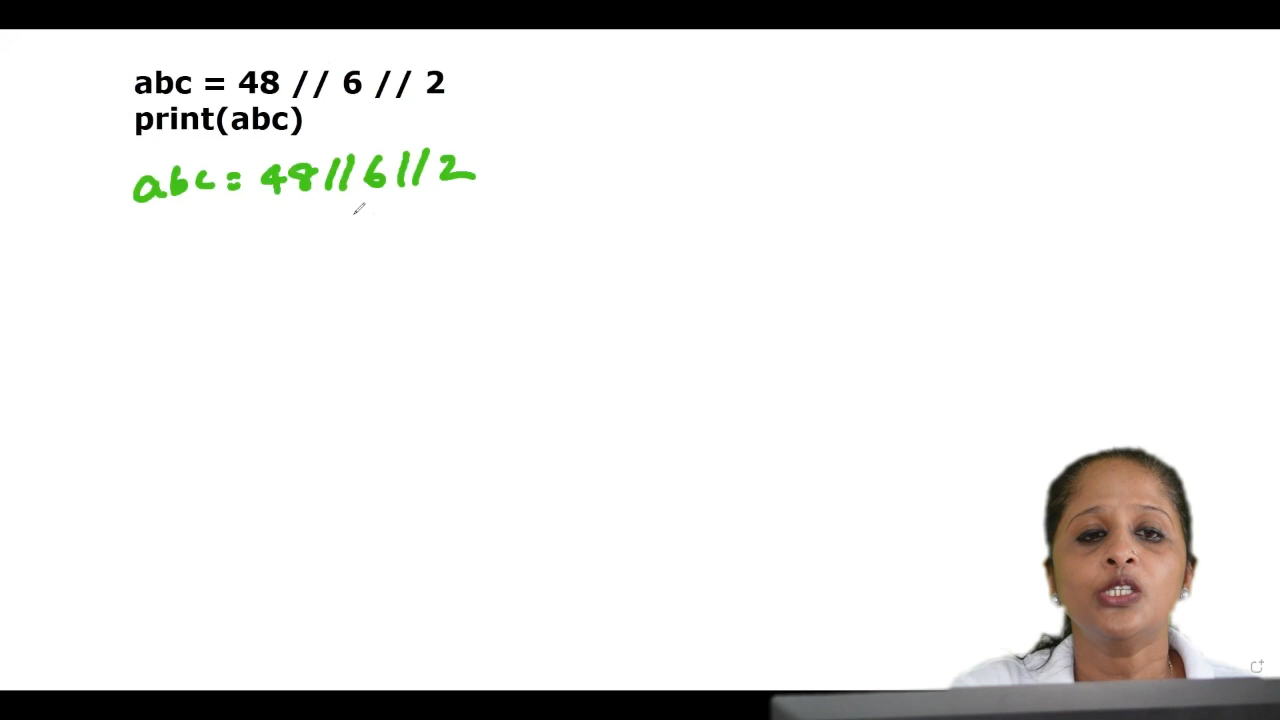 abc = 48 // 6 // 2
print(abc)
abc = 48//6//2